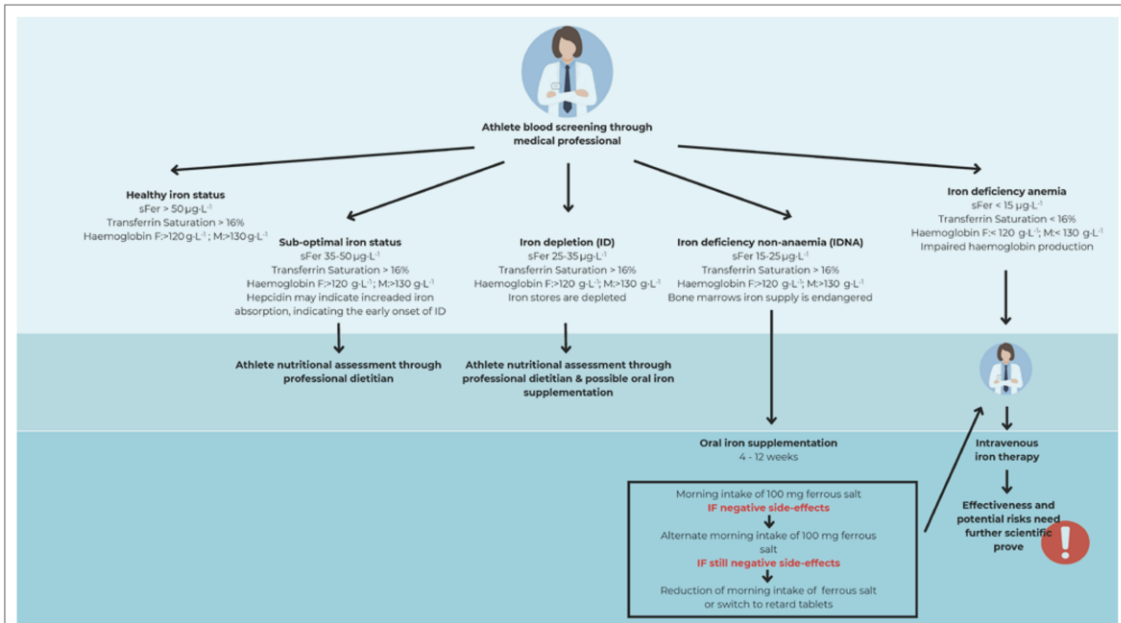 Athlete blood screening through
medical professional
Healthy iron status
sFer > 50µg·L⁻¹
Transferrin Saturation > 16%
Haemoglobin F:>120 g·L⁻¹; M:>130 g·L⁻¹
Sub-optimal iron status
sFer 35-50µg·L⁻¹
Transferrin Saturation > 16%
Haemoglobin F:>120 g·L⁻¹; M:>130 g·L⁻¹
Hepcidin may indicate increaded iron
absorption, indicating the early onset of ID
Iron depletion (ID)
sFer 25-35µg·L⁻¹
Transferrin Saturation > 16%
Haemoglobin F:>120 g·L⁻¹; M:>130 g·L⁻¹
Iron stores are depleted
Iron deficiency non-anaemia (IDNA)
sFer 15-25µg·L⁻¹
Transferrin Saturation > 16%
Haemoglobin F:>120 g·L⁻¹; M:>130 g·L⁻¹
Bone marrows iron supply is endangered
Iron deficiency anemia
sFer < 15 µg·L⁻¹
Transferrin Saturation < 16%
Haemoglobin F:< 120 g·L⁻¹; M:< 130 g·L⁻¹
Impaired haemoglobin production
Athlete nutritional assessment through
professional dietitian
Athlete nutritional assessment through
professional dietitian & possible oral iron
supplementation
Oral iron supplementation
4 - 12 weeks
Morning intake of 100 mg ferrous salt
IF negative side-effects
Alternate morning intake of 100 mg ferrous
salt
IF still negative side-effects
Reduction of morning intake of ferrous salt
or switch to retard tablets
Intravenous
iron therapy
Effectiveness and
potential risks need
further scientific
prove
!